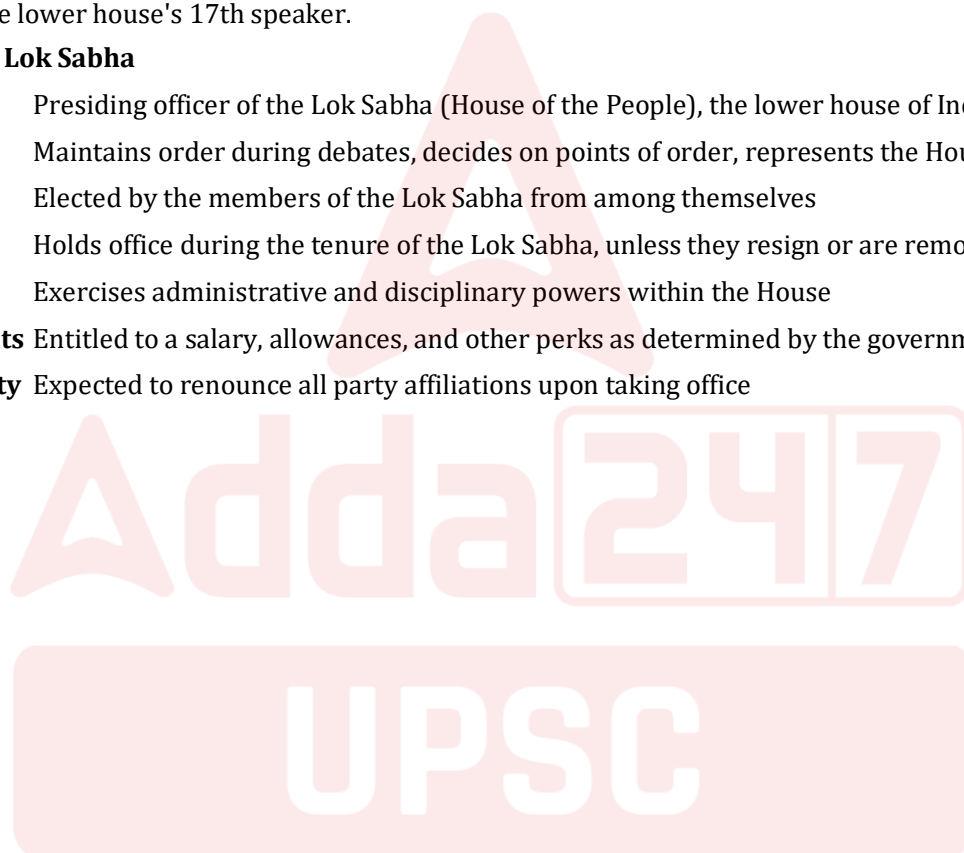 e lower house's 17th speaker.
Lok Sabha
Presiding officer of the Lok Sabha (House of the People), the lower house of
Maintains order during debates, decides on points of order, represents the
Elected by the members of the Lok Sabha from among themselves
Holds office during the tenure of the Lok Sabha, unless they resign or are
Exercises administrative and disciplinary powers within the House
ts Entitled to a salary, allowances, and other perks as determined by the
ty Expected to renounce all party affiliations upon taking office
Adda247
UPSC